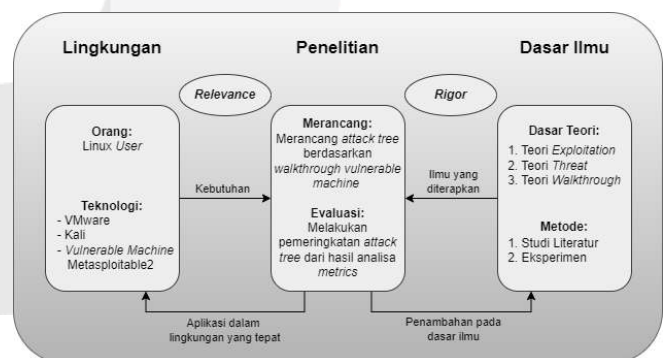 Lingkungan
Penelitian
Dasar Ilmu
Relevance
Rigor
Orang:
Linux User
Teknologi:
- VMware
- Kali
- Vulnerable Machine
Metasploitable2
Kebutuhan
Merancang:
Merancang attack tree
berdasarkan
walkthrough vulnerable
machine
Evaluasi:
Melakukan
pemeringkatan attack
tree dari hasil analisa
metrics
Ilmu yang
diterapkan
Dasar Teori:
1. Teori Exploitation
2. Teori Threat
3. Teori Walkthrough
Metode:
1. Studi Literatur
2. Eksperimen
Aplikasi dalam
lingkungan yang tepat
Penambahan pada
dasar ilmu